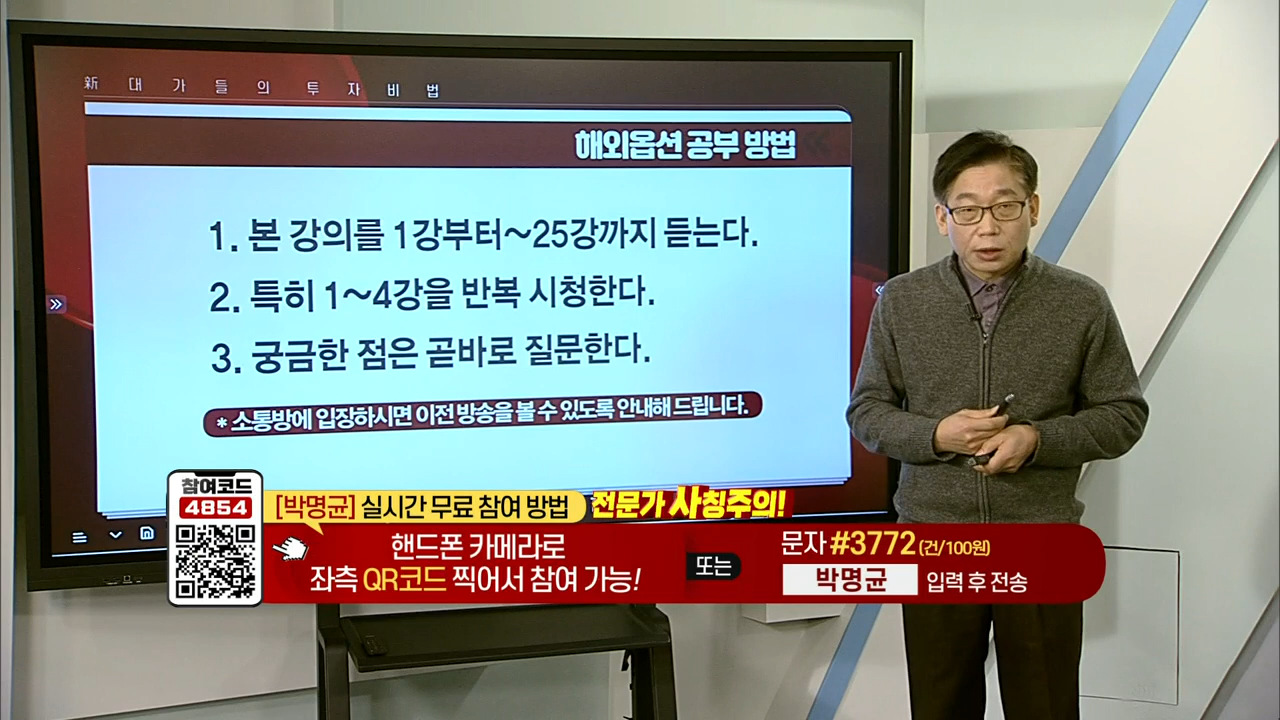 新 대 가 들 의 투 자 비 법
해외옵션 공부 방법
1. 본 강의를 1강부터~25강까지 듣는다.
2. 특히 1~4강을 반복 시청한다.
3. 궁금한 점은 곧바로 질문한다.
* 소통방에 입장하시면 이전 방송을 볼 수 있도록 안내해 드립니다.
참여코드
4854
[박명균] 실시간 무료 참여 방법
전문가 사칭주의!
핸드폰 카메라로
좌측 QR코드 찍어서 참여 가능!
또는
문자 #3772 (건/100원)
박명균 입력 후 전송